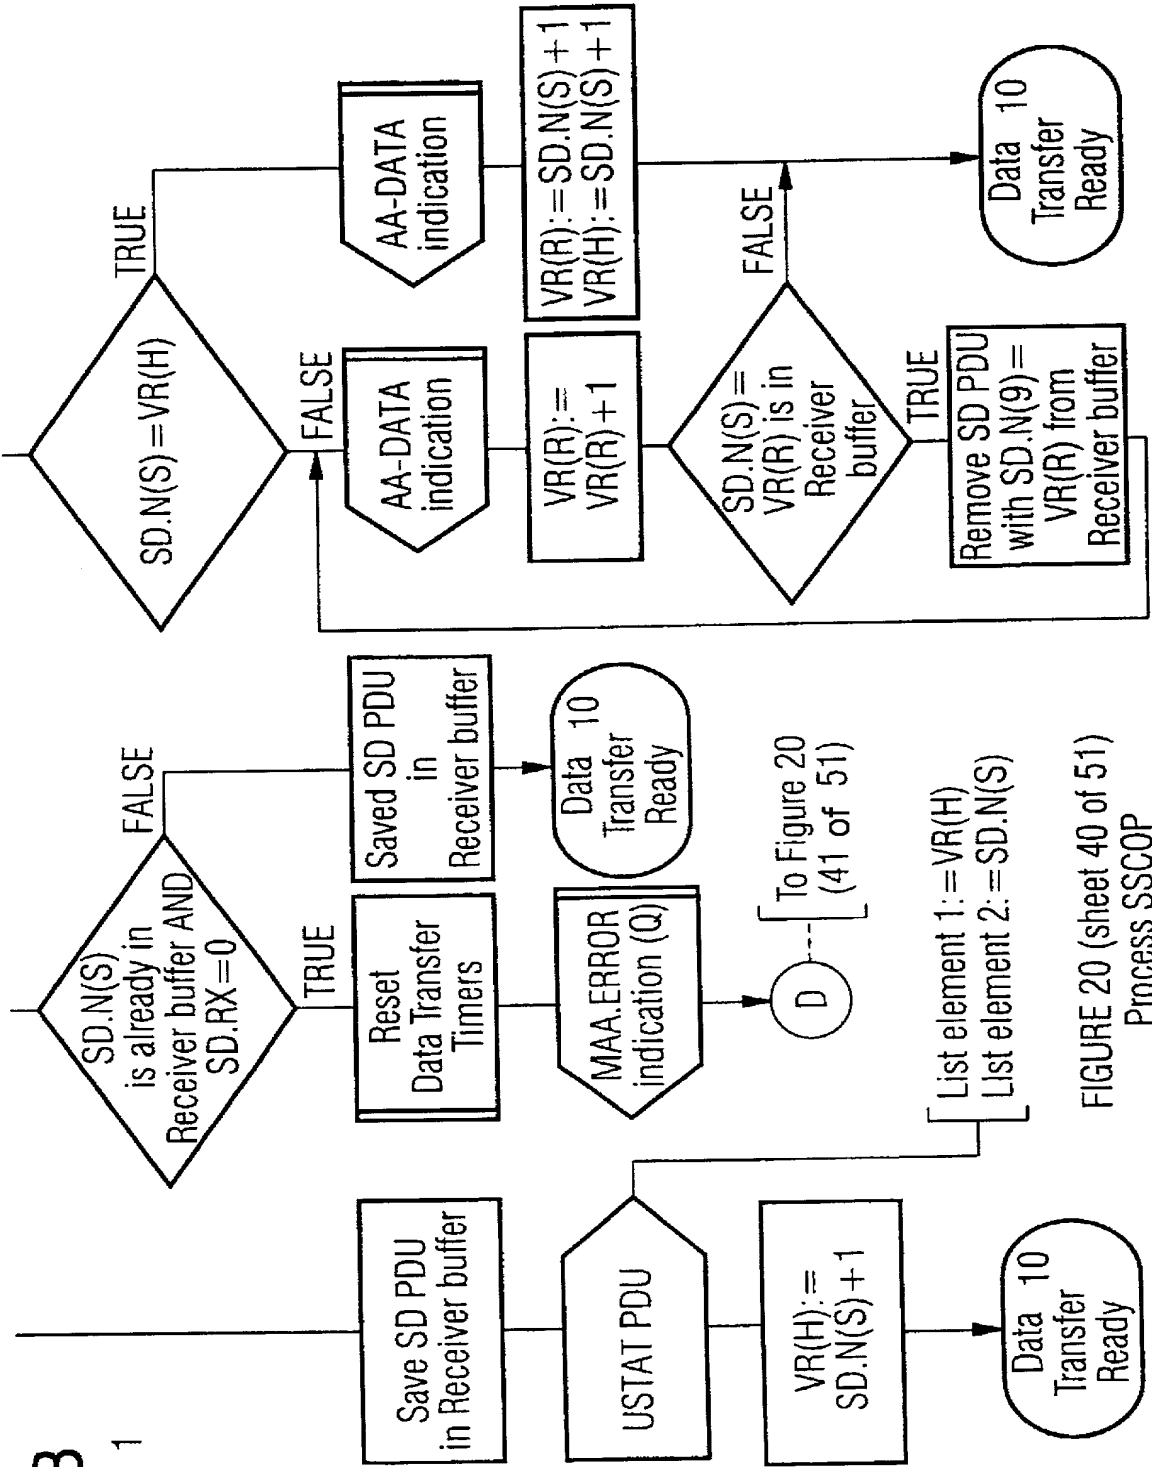 B
1
Save SD PDU
in Receiver buffer
USTAT PDU
VR(H):=
SD.N(S)+1
Data 10
Transfer
Ready
SD.N(S)
is already in
Receiver buffer AND
SD.RX=0
FALSE
TRUE
Reset
Data Transfer
Timers
Saved SD PDU
in
Receiver buffer
MAA.ERROR
indication (Q)
Data 10
Transfer
Ready
D
To Figure 20
(41 of 51)
List element 1:=VR(H)
List element 2:=SD.N(S)
SD.N(S)=VR(H)
TRUE
FALSE
AA-DATA
indication
AA-DATA
indication
VR(R):=
VR(R)+1
VR(R):=SD.N(S)+1
VR(H):=SD.N(S)+1
SD.N(S)=
VR(R) is in
Receiver
buffer
FALSE
TRUE
Remove SD PDU
with SD.N(9)=
VR(R) from
Receiver buffer
Data 10
Transfer
Ready
FIGURE 20 (sheet 40 of 51)
Process SSCOP